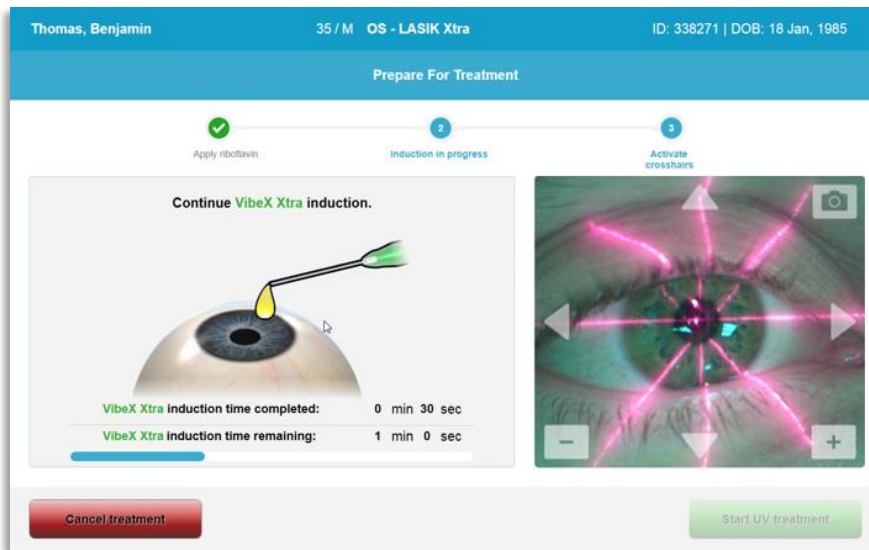 Thomas, Benjamin 35 / M OS - LASIK Xtra ID: 338271 | DOB: 18 Jan, 1985
Prepare For Treatment
2 3
Apply riboflavin Induction in progress Activate
crosshairs
Continue VibeX Xtra induction.
VibeX Xtra induction time completed: 0 min 30 sec
VibeX Xtra induction time remaining: 1 min 0 sec
− +
Cancel treatment Start UV treatment